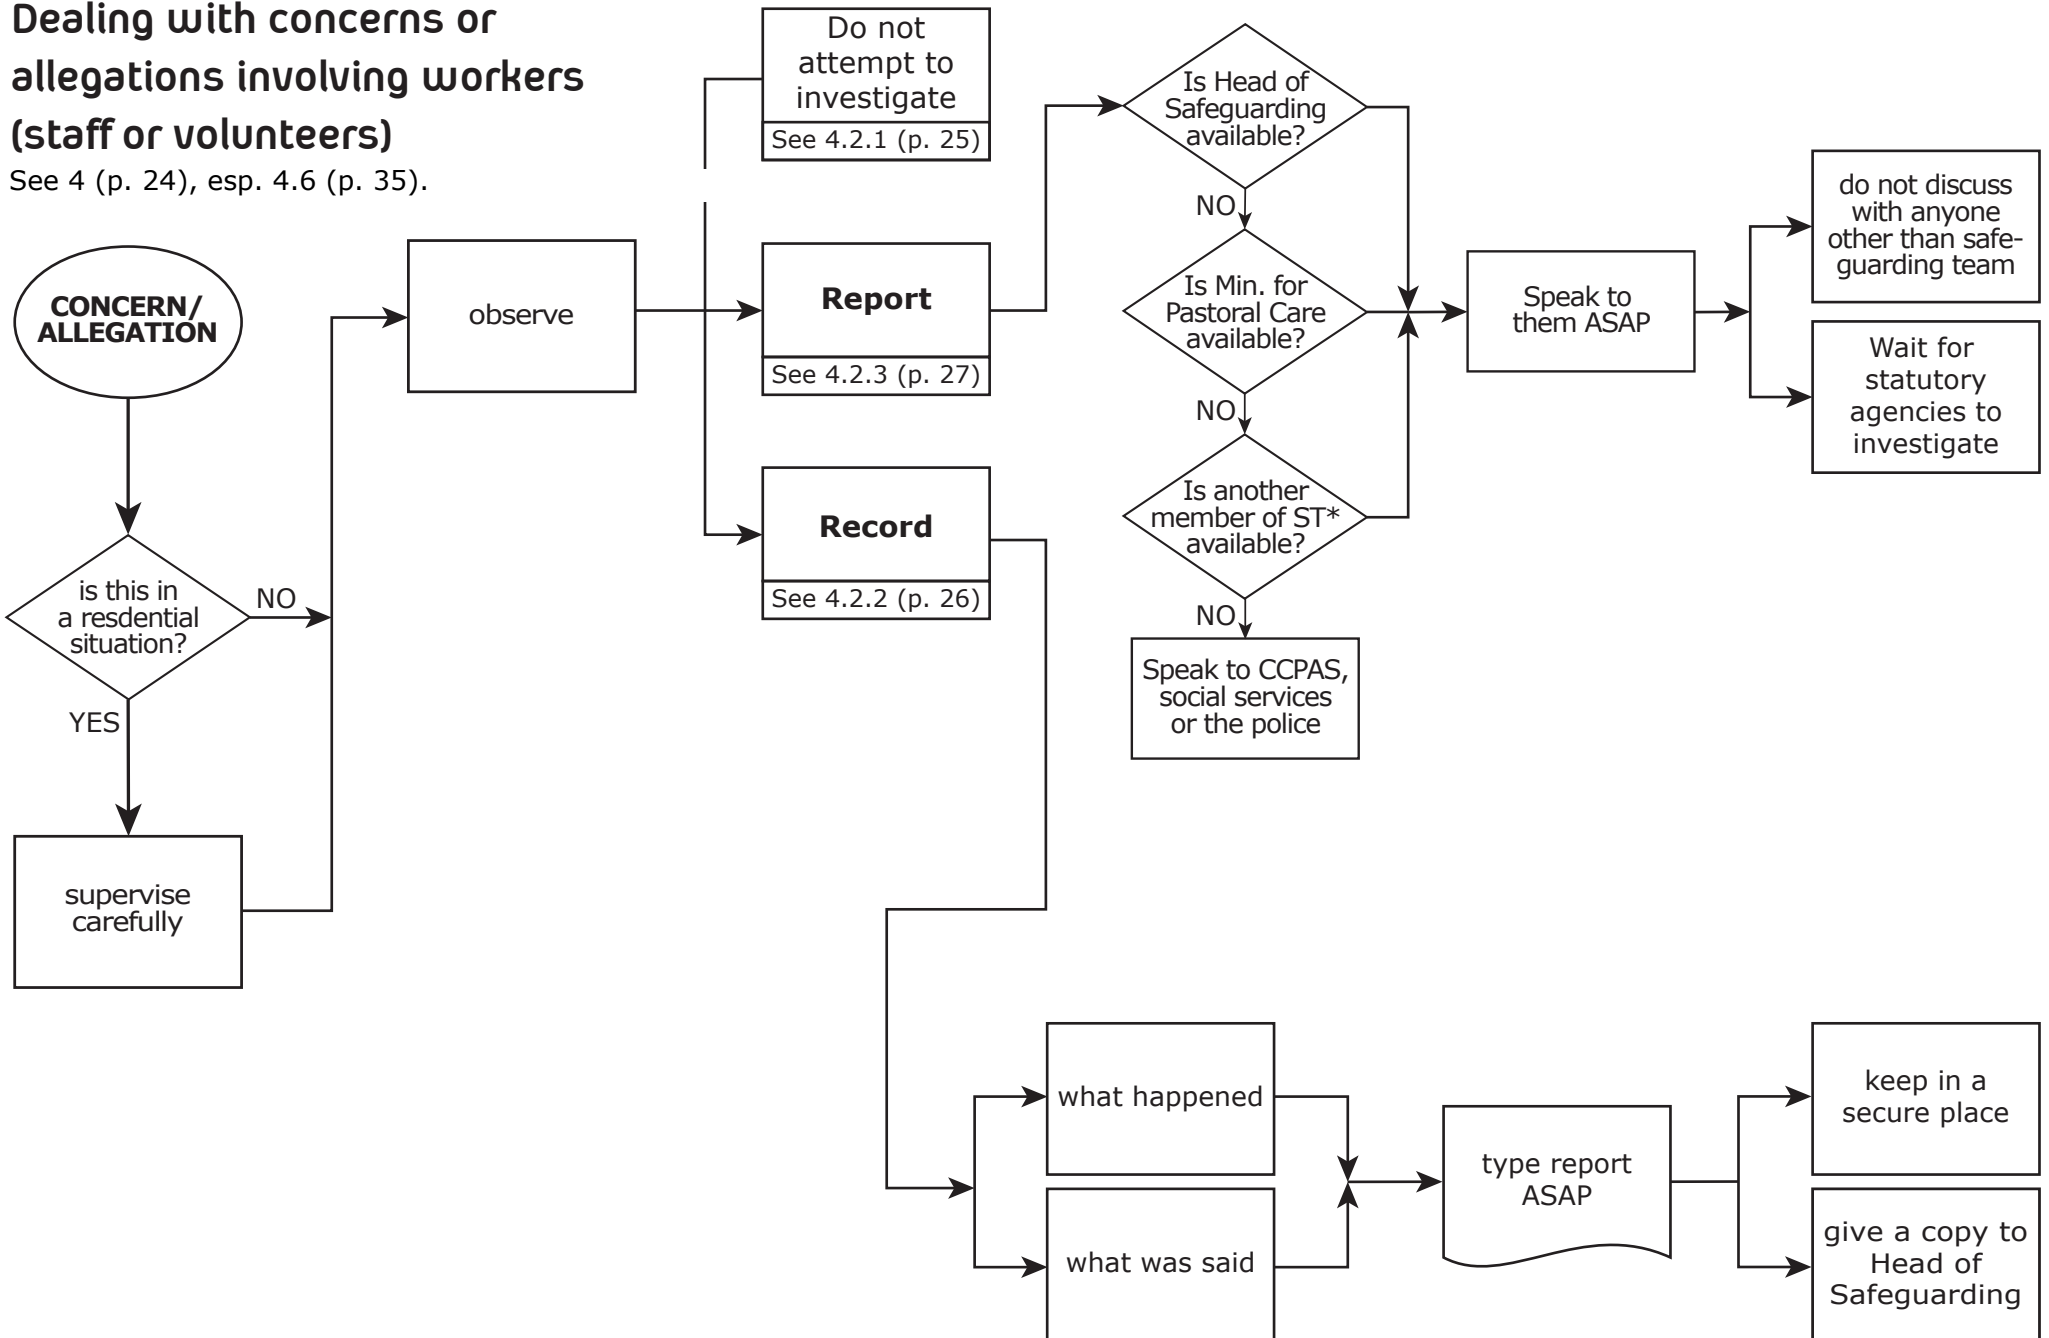 Dealing with concerns or
allegations involving workers
(staff or volunteers)
See 4 (p. 24), esp. 4.6 (p. 35).
CONCERN/
ALLEGATION
is this in
a resdential
situation?
NO
YES
supervise
carefully
observe
Do not
attempt to
investigate
See 4.2.1 (p. 25)
Report
See 4.2.3 (p. 27)
Record
See 4.2.2 (p. 26)
Is Head of
Safeguarding
available?
NO
Is Min. for
Pastoral Care
available?
NO
Is another
member of ST*
available?
NO
Speak to CCPAS,
social services
or the police
Speak to
them ASAP
do not discuss
with anyone
other than safe-
guarding team
Wait for
statutory
agencies to
investigate
what happened
what was said
type report
ASAP
keep in a
secure place
give a copy to
Head of
Safeguarding